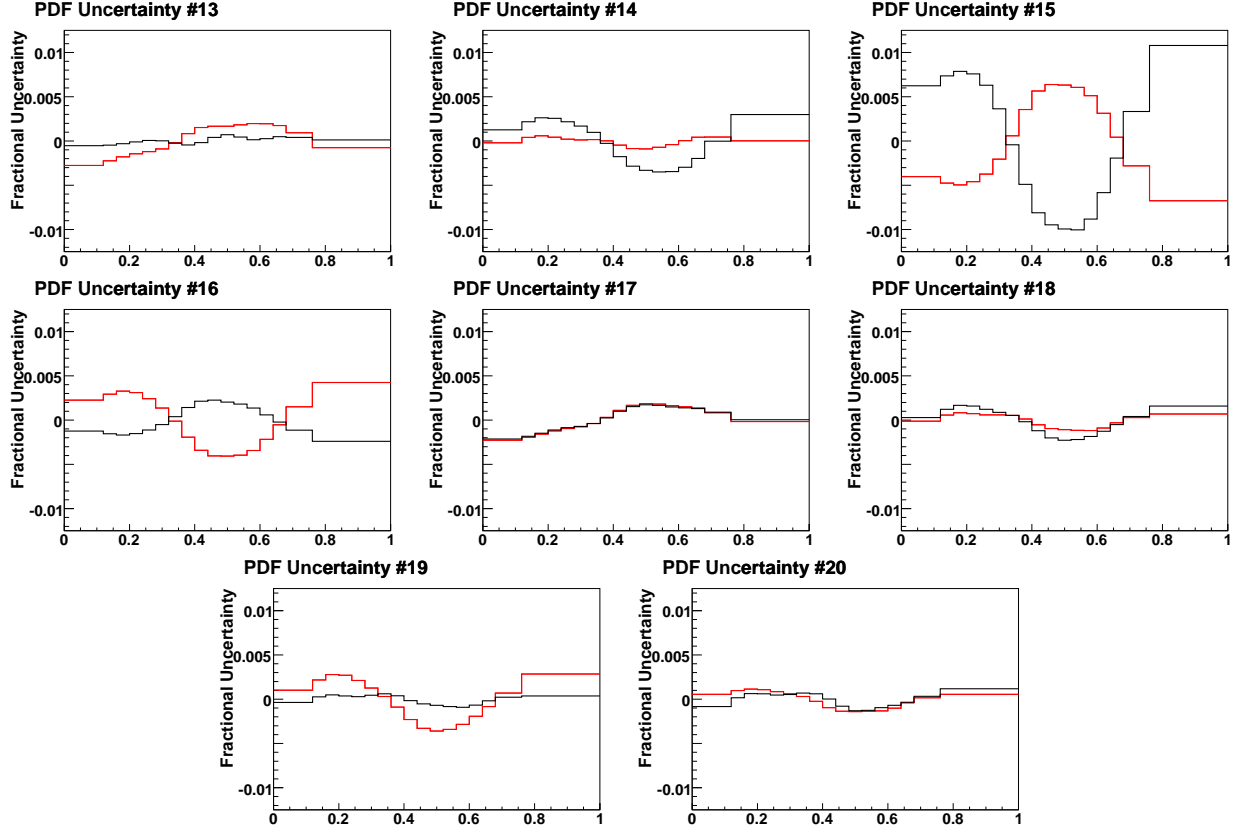 PDF Uncertainty #13
PDF Uncertainty #14
PDF Uncertainty #15
Fractional Uncertainty
0.01
0.005
0
-0.01
0 0.2 0.4 0.6 0.8 1
Fractional Uncertainty
0.01
0.005
0
-0.01
0 0.2 0.4 0.6 0.8 1
Fractional Uncertainty
0.01
0.005
0
-0.01
0 0.2 0.4 0.6 0.8 1
PDF Uncertainty #16
PDF Uncertainty #17
PDF Uncertainty #18
Fractional Uncertainty
0.01
0.005
0
-0.01
0 0.2 0.4 0.6 0.8 1
Fractional Uncertainty
0.01
0.005
0
-0.01
0 0.2 0.4 0.6 0.8 1
Fractional Uncertainty
0.01
0.005
0
-0.01
0 0.2 0.4 0.6 0.8 1
PDF Uncertainty #19
PDF Uncertainty #20
Fractional Uncertainty
0.01
0.005
0
-0.01
0 0.2 0.4 0.6 0.8 1
Fractional Uncertainty
0.01
0.005
0
-0.01
0 0.2 0.4 0.6 0.8 1